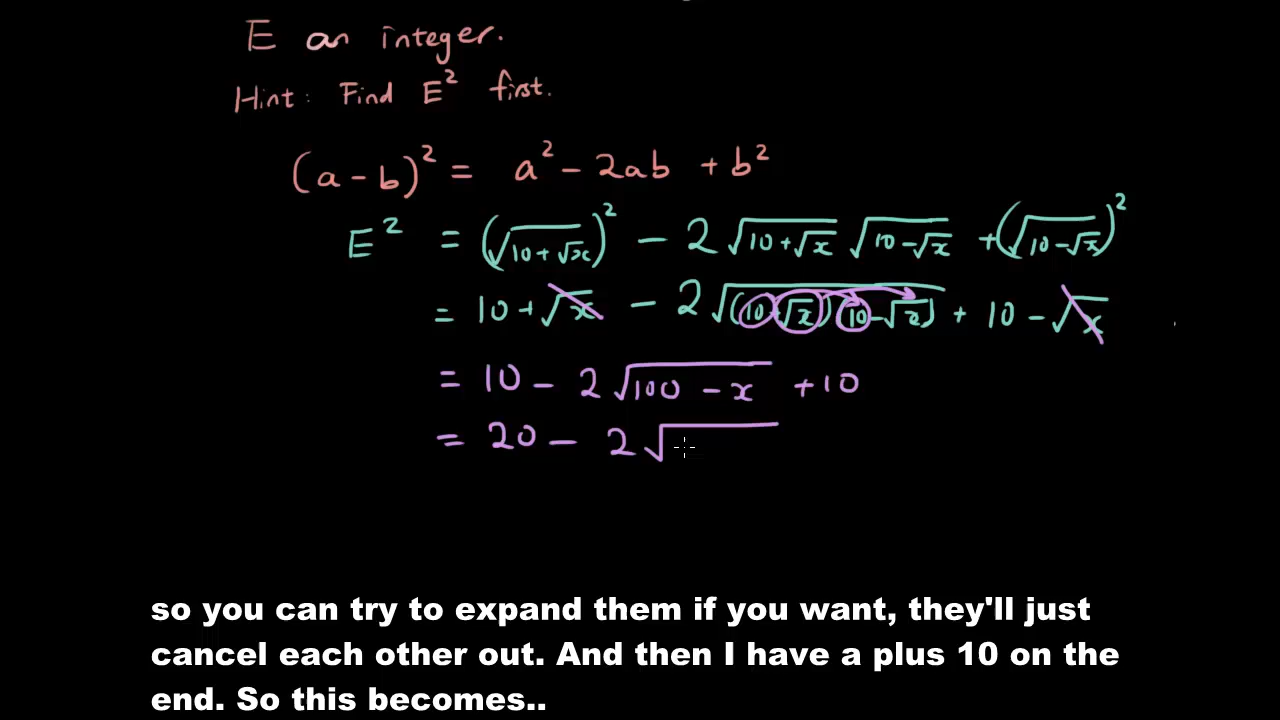 E an integer.
Hint: Find E² first.
(a - b)² = a² - 2ab + b²
E² = (√(10+√x))² - 2 √(10+√x) √(10-√x) + (√(10-√x))²
= 10 + √x - 2 √((10+√x)(10-√x)) + 10 - √x
= 10 - 2 √(100 - x) + 10
= 20 - 2 √
so you can try to expand them if you want, they'll just
cancel each other out. And then I have a plus 10 on the
end. So this becomes..